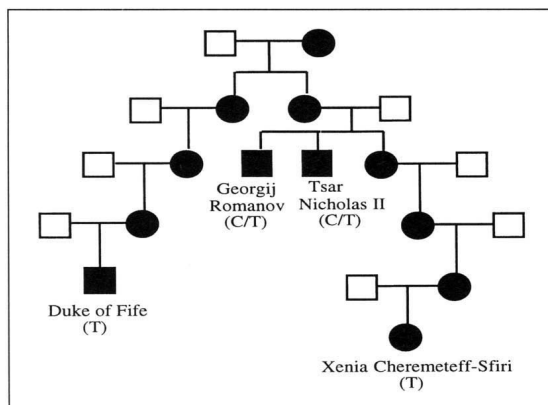 Georgij
Romanov
(C/T)
Tsar
Nicholas II
(C/T)
Duke of Fife
(T)
Xenia Cheremeteff-Sfiri
(T)